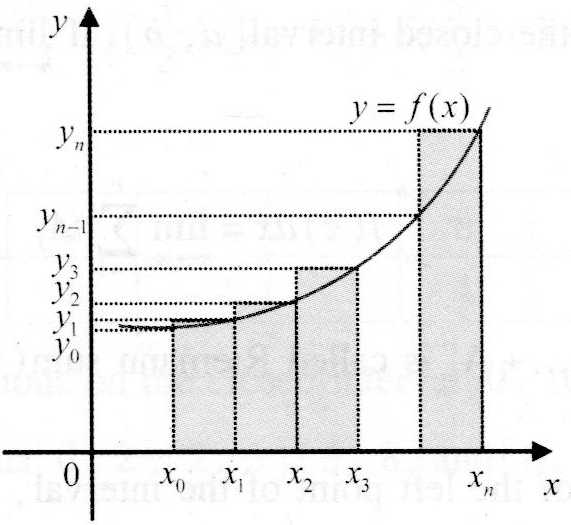 y
y = f(x)
yₙ
yₙ₋₁
y₃
y₂
y₁
y₀
0 x₀ x₁ x₂ x₃ xₙ x